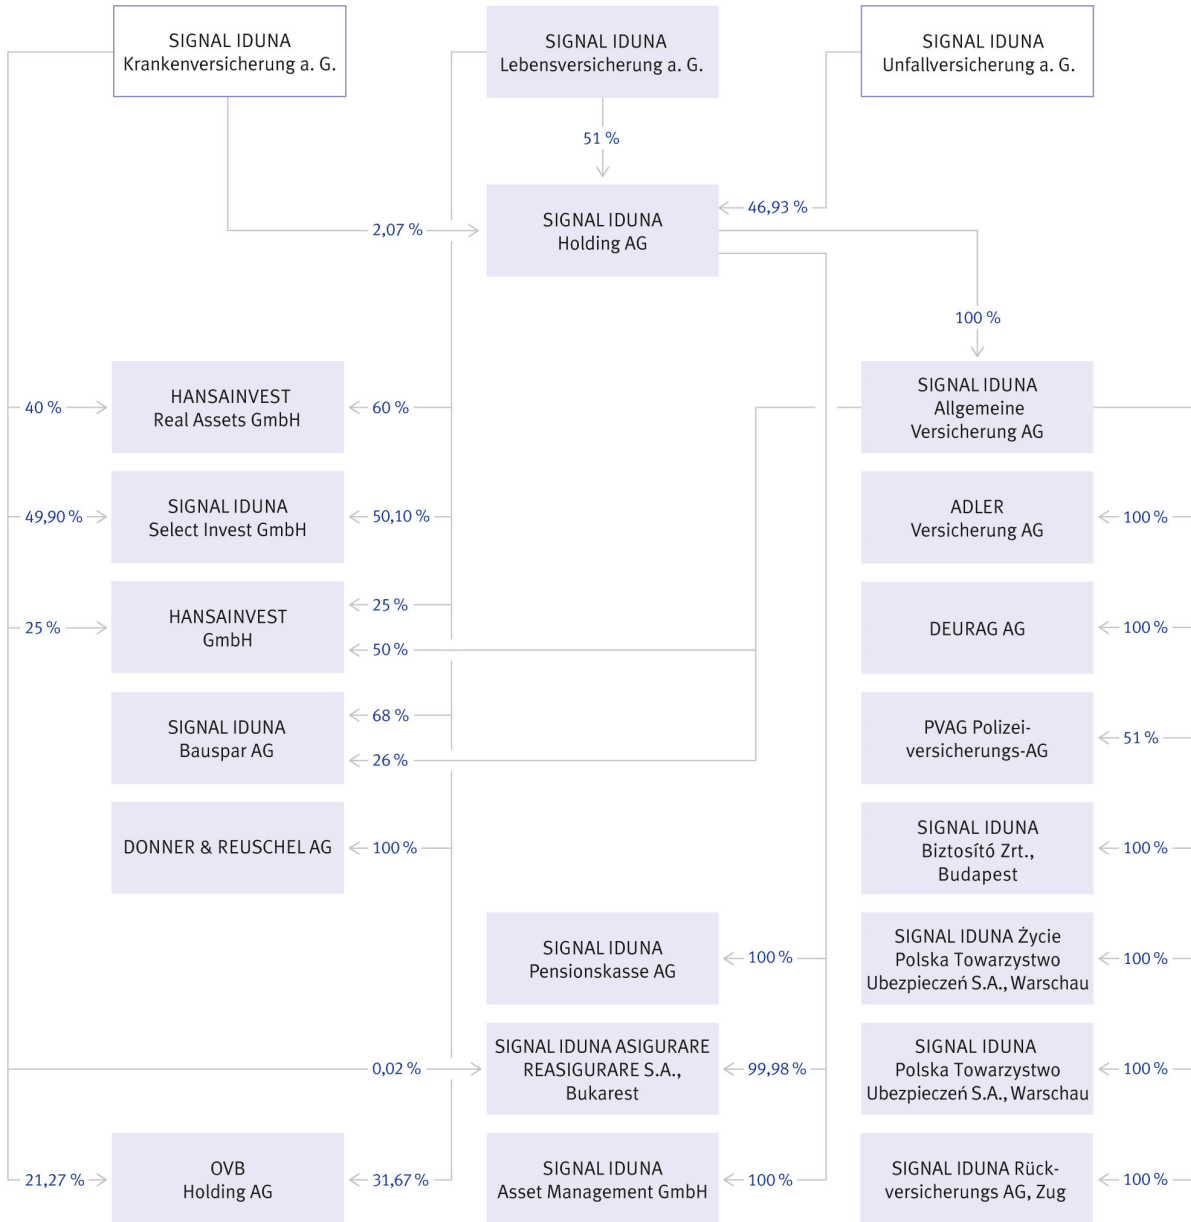 SIGNAL IDUNA
Krankenversicherung a. G.
SIGNAL IDUNA
Lebensversicherung a. G.
SIGNAL IDUNA
Unfallversicherung a. G.
51 %
SIGNAL IDUNA
Holding AG
46,93 %
2,07 %
100 %
40 %
HANSAINVEST
Real Assets GmbH
60 %
SIGNAL IDUNA
Allgemeine
Versicherung AG
49,90 %
SIGNAL IDUNA
Select Invest GmbH
50,10 %
ADLER
Versicherung AG
100 %
25 %
HANSAINVEST
GmbH
25 %
50 %
DEURAG AG
100 %
SIGNAL IDUNA
Bauspar AG
68 %
26 %
PVAG Polizei-
versicherungs-AG
51 %
DONNER & REUSCHEL AG
100 %
SIGNAL IDUNA
Biztosító Zrt.,
Budapest
100 %
SIGNAL IDUNA
Pensionskasse AG
100 %
SIGNAL IDUNA Życie
Polska Towarzystwo
Ubezpieczeń S.A., Warschau
100 %
0,02 %
SIGNAL IDUNA ASIGURARE
REASIGURARE S.A.,
Bukarest
99,98 %
SIGNAL IDUNA
Polska Towarzystwo
Ubezpieczeń S.A., Warschau
100 %
21,27 %
OVB
Holding AG
31,67 %
SIGNAL IDUNA
Asset Management GmbH
100 %
SIGNAL IDUNA Rück-
versicherungs AG, Zug
100 %